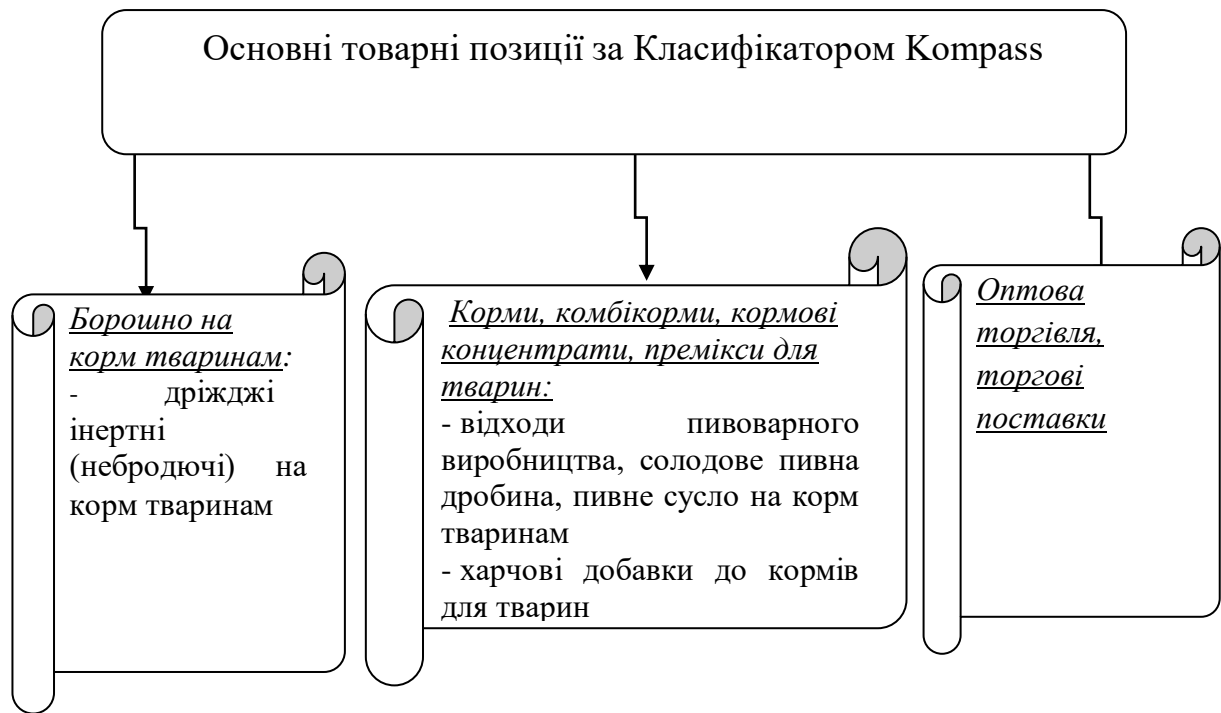 Основні товарні позиції за Класифікатором Kompass
Борошно на
корм тваринам:
- дріжджі
інертні
(небродючі) на
корм тваринам
Корми, комбікорми, кормові
концентрати, премікси для
тварин:
- відходи пивоварного
виробництва, солодове пивна
дробина, пивне сусло на корм
тваринам
- харчові добавки до кормів
для тварин
Оптова
торгівля,
торгові
поставки